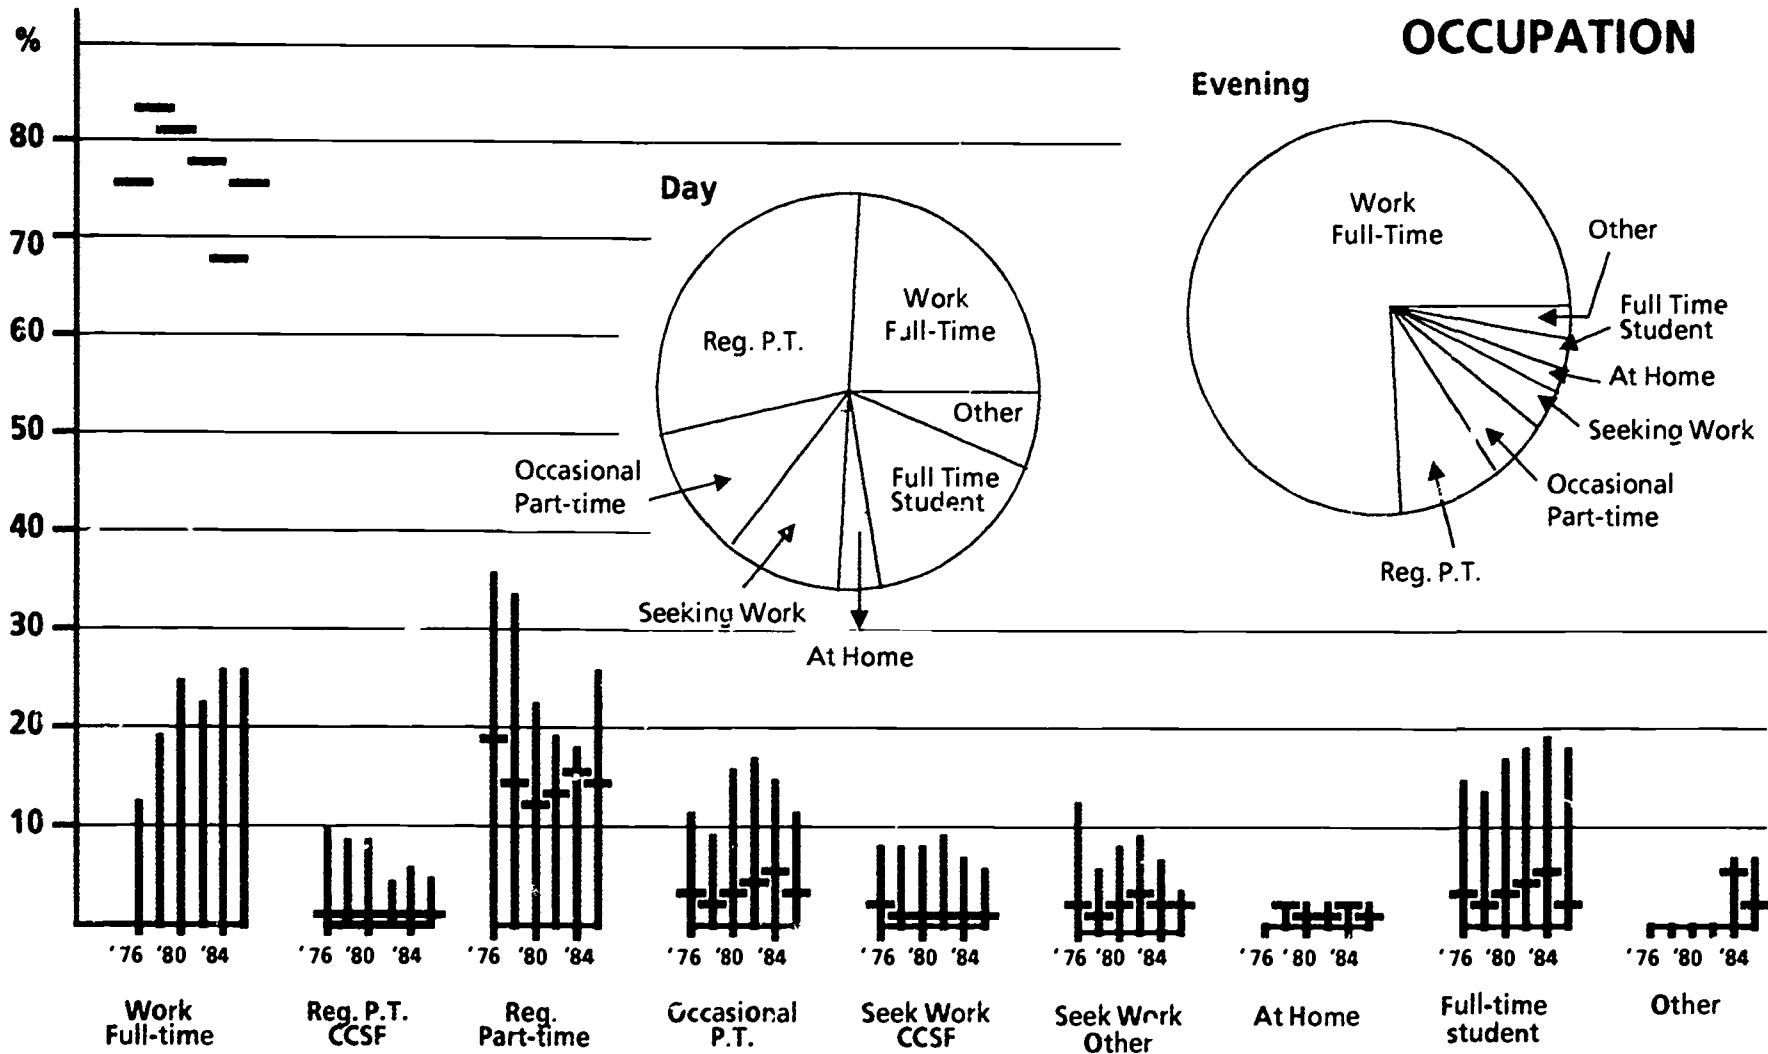 OCCUPATION
%
80
70
60
50
40
30
20
10
Day
Work
Full-Time
Reg. P.T.
Other
Occasional
Part-time
Full Time
Student
Seeking Work
At Home
Evening
Work
Full-Time
Other
Full Time
Student
At Home
Seeking Work
Occasional
Part-time
Reg. P.T.
'76 '80 '84
'76 '80 '84
'76 '80 '84
'76 '80 '84
'76 '80 '84
'76 '80 '84
'76 '80 '84
'76 '80 '84
'76 '80 '84
Work
Full-time
Reg. P.T.
CCSF
Reg.
Part-time
Occasional
P.T.
Seek Work
CCSF
Seek Work
Other
At Home
Full-time
student
Other